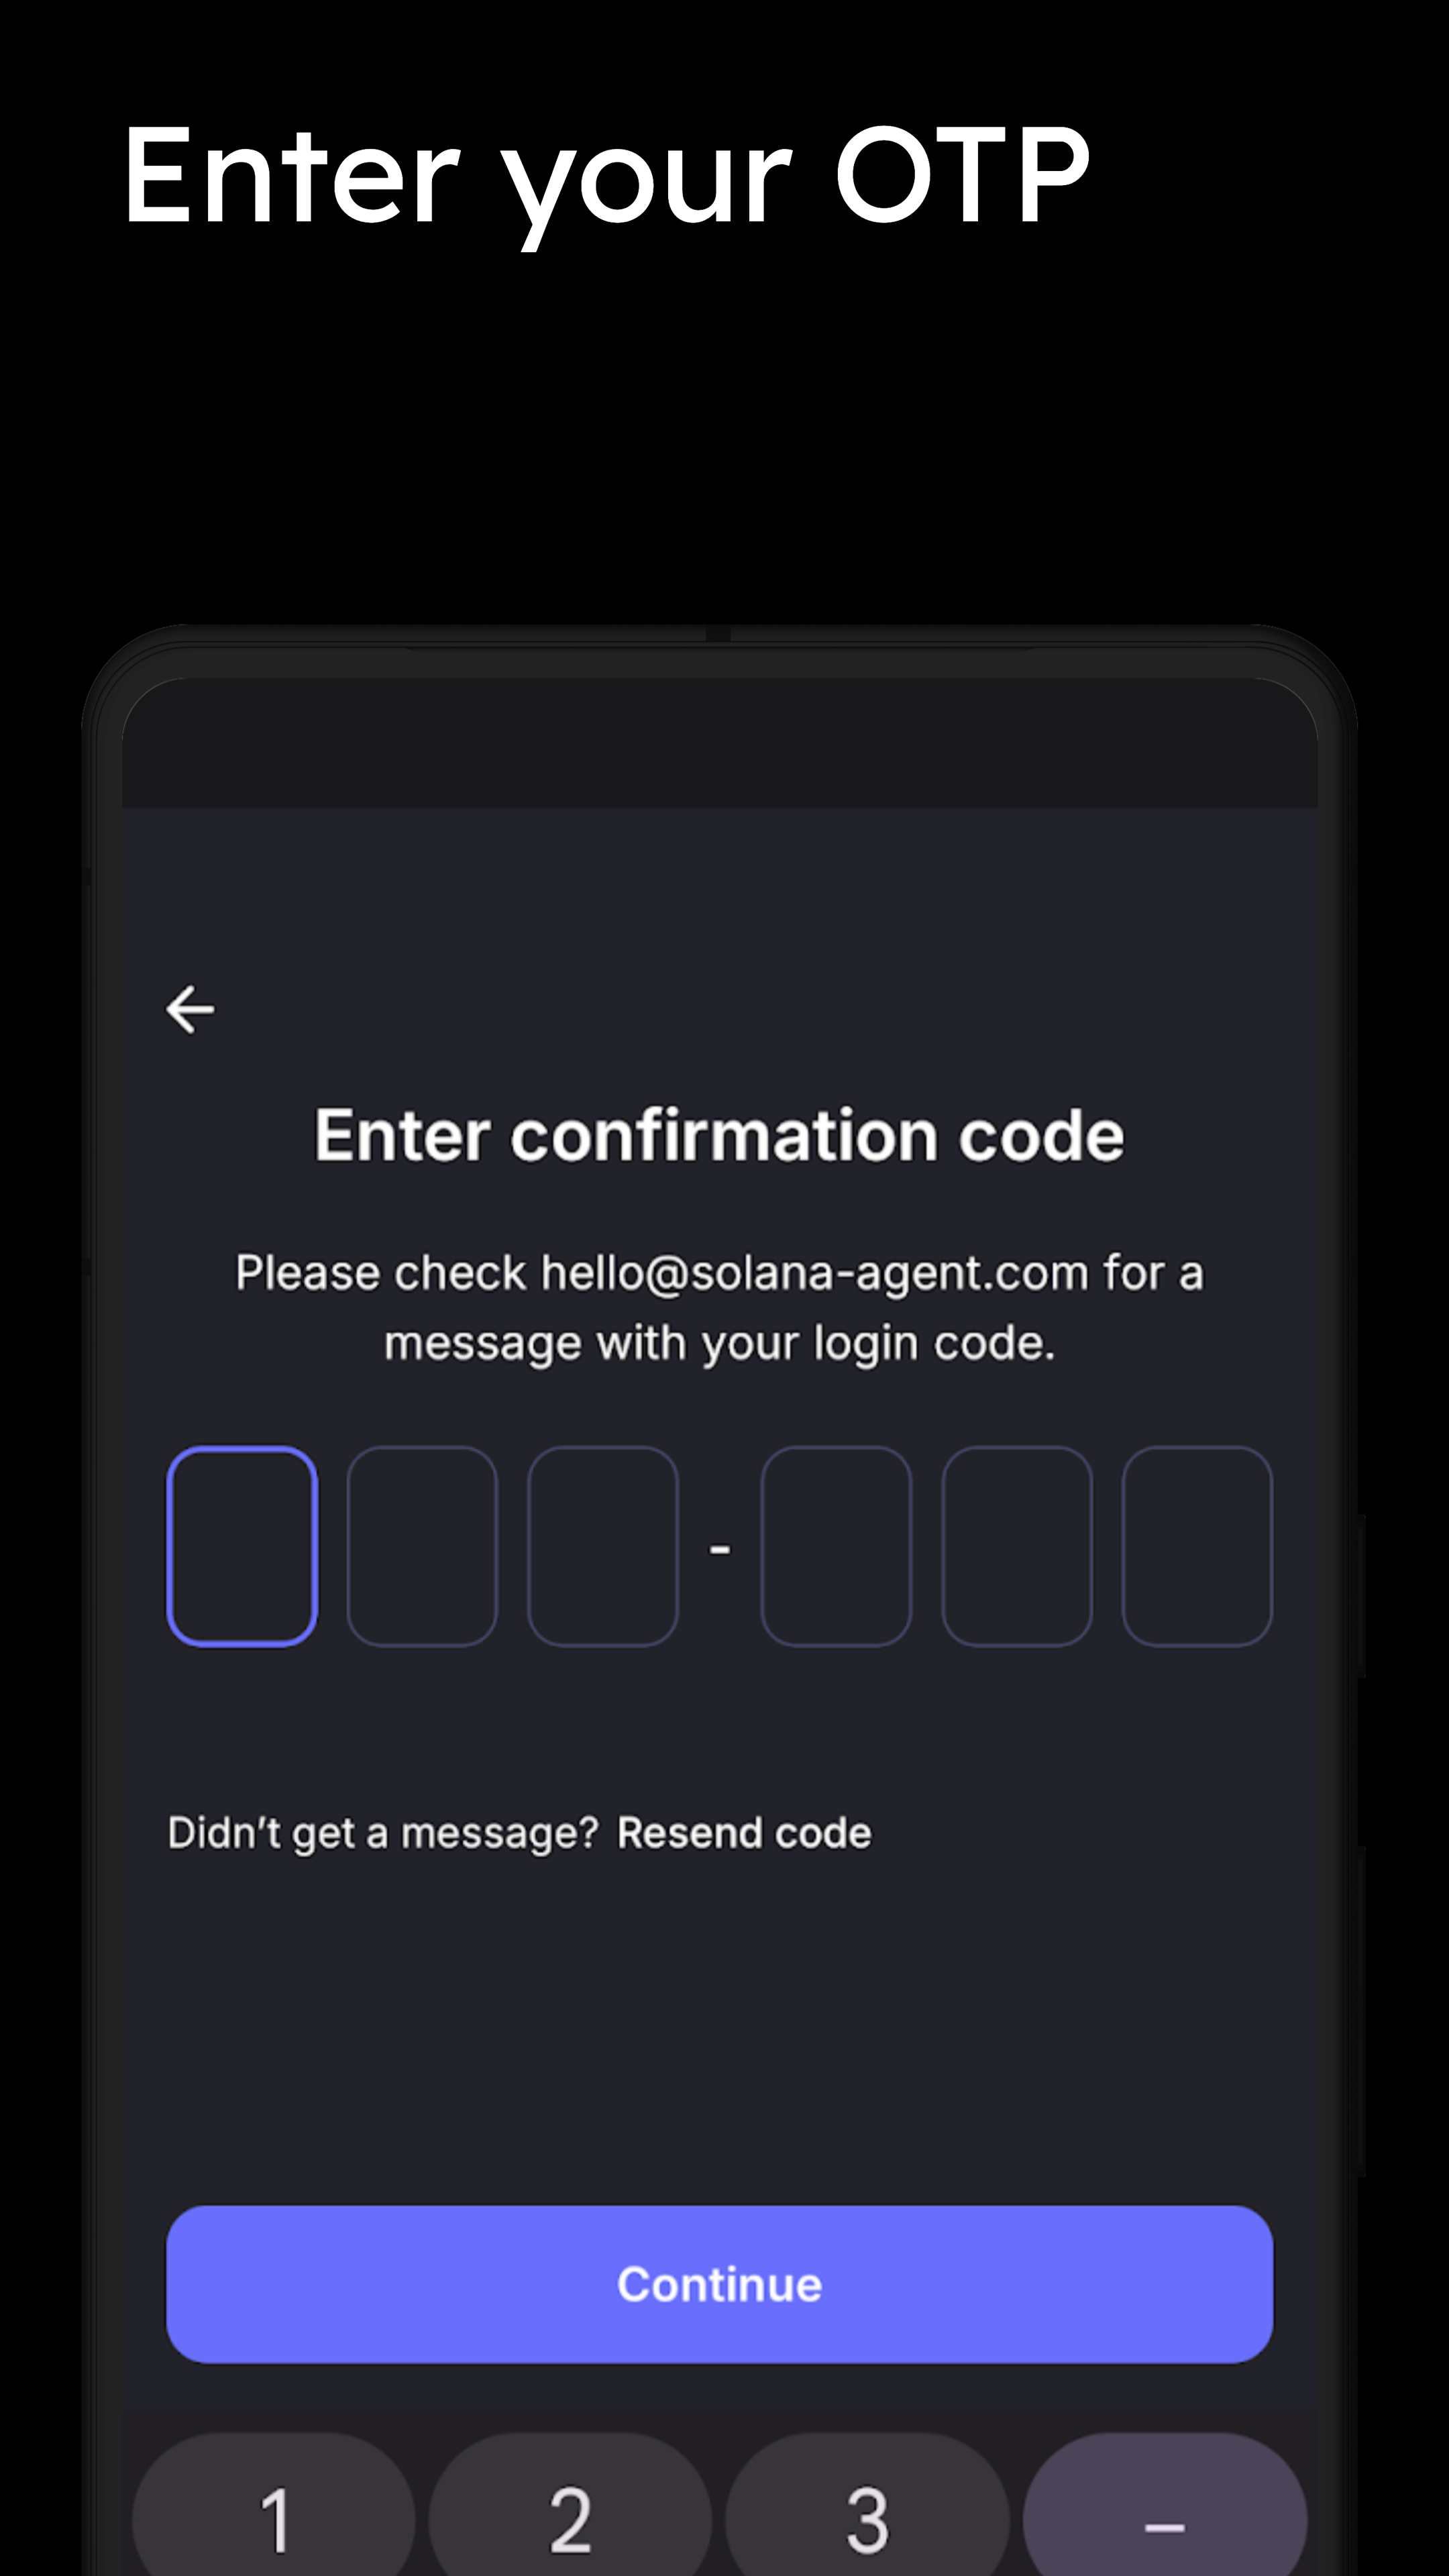 Enter your OTP
Enter confirmation code
Please check hello@solana-agent.com for a
message with your login code.
-
Didn't get a message? Resend code
Continue
1 2 3 –